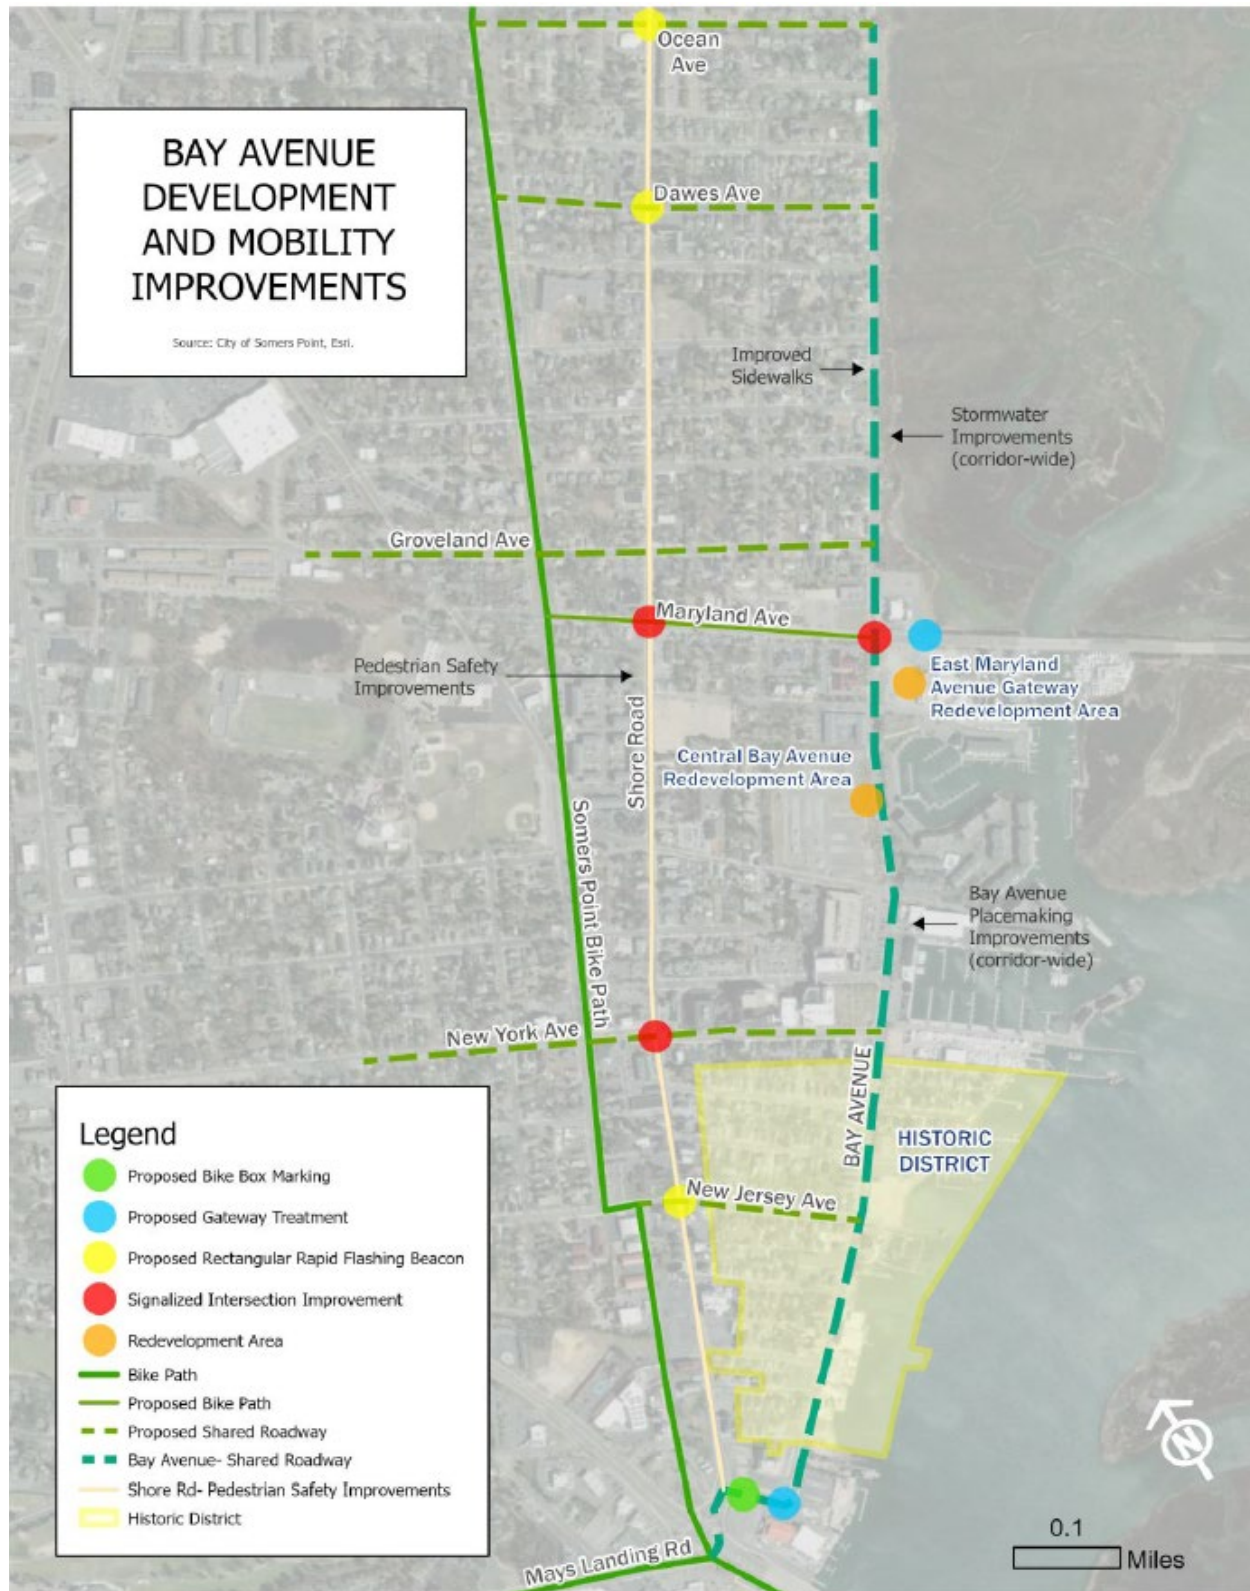 Ocean
Ave
BAY AVENUE
DEVELOPMENT
AND MOBILITY
IMPROVEMENTS
Source: City of Somers Point, Esri.
Dawes Ave
Improved
Sidewalks
Stormwater
Improvements
(corridor-wide)
Groveland Ave
Maryland Ave
Pedestrian Safety
Improvements
East Maryland
Avenue Gateway
Redevelopment Area
Shore Road
Central Bay Avenue
Redevelopment Area
Somers Point Bike Path
Bay Avenue
Placemaking
Improvements
(corridor-wide)
New York Ave
BAY AVENUE
HISTORIC
DISTRICT
New Jersey Ave
Legend
Proposed Bike Box Marking
Proposed Gateway Treatment
Proposed Rectangular Rapid Flashing Beacon
Signalized Intersection Improvement
Redevelopment Area
Bike Path
Proposed Bike Path
Proposed Shared Roadway
Bay Avenue- Shared Roadway
Shore Rd- Pedestrian Safety Improvements
Historic District
Mays Landing Rd
N
0.1
Miles